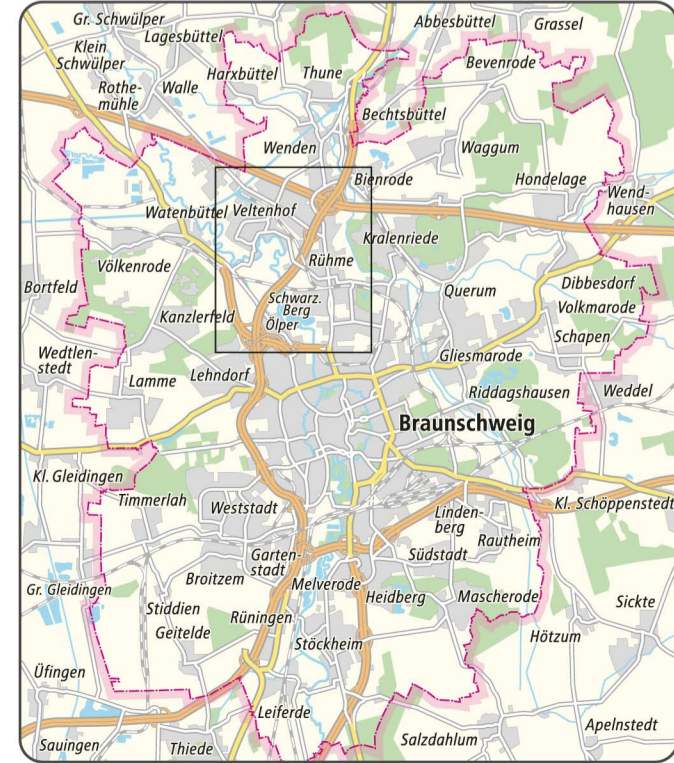 Gr. Schwülper
Lagesbüttel
Abbesbüttel
Grassel
Klein
Schwülper
Harxbüttel
Thune
Bevenrode
Rothe-
mühle
Walle
Bechtsbüttel
Wenden
Waggum
Bienrode
Hondelage
Wend-
hausen
Watenbüttel
Veltenhof
Kralenriede
Völkenrode
Rühme
Bortfeld
Querum
Dibbesdorf
Schwarz.
Berg
Volkmarode
Kanzlerfeld
Ölper
Schapen
Wedtlen-
stedt
Gliesmarode
Lamme
Lehndorf
Riddagshausen
Weddel
Braunschweig
Kl. Gleidingen
Timmerlah
Weststadt
Kl. Schöppenstedt
Linden-
berg
Rautheim
Garten-
stadt
Südstadt
Broitzem
Melverode
Gr. Gleidingen
Heidberg
Mascherode
Sickte
Stiddien
Rüningen
Geitelde
Hötzum
Stöckheim
Üfingen
Leiferde
Apelnstedt
Sauingen
Thiede
Salzdahlum